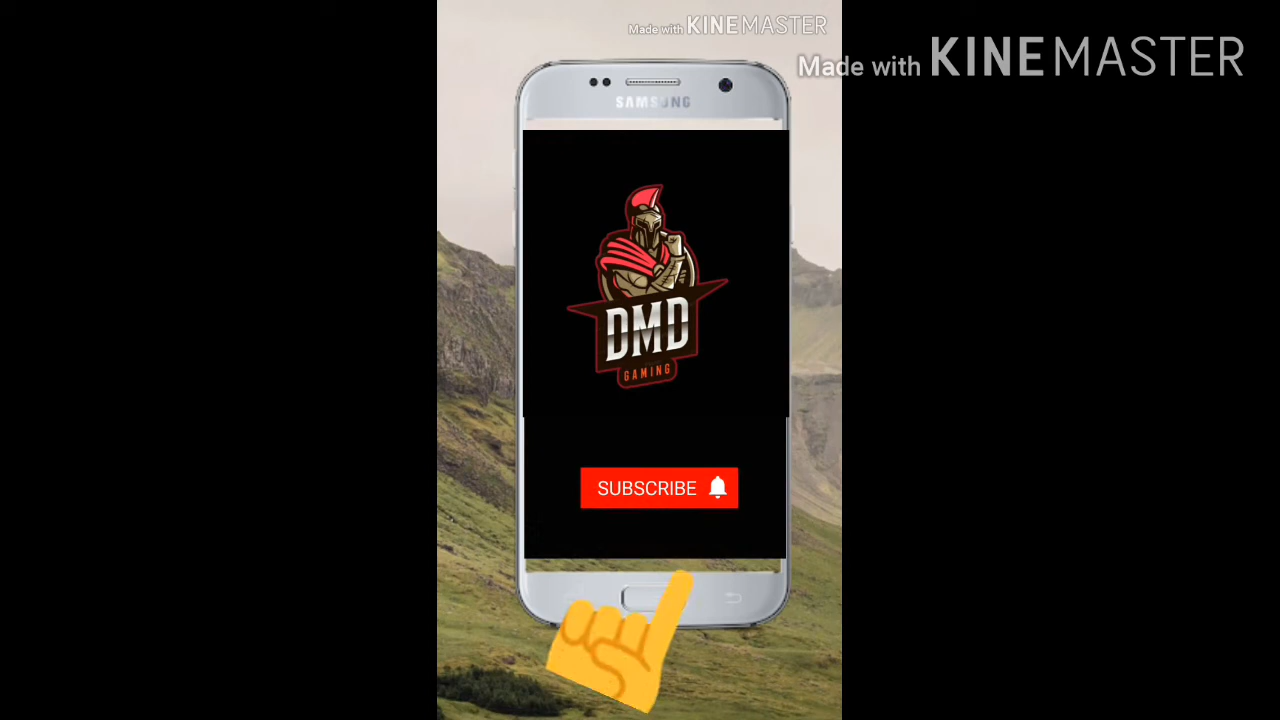 Made with KINEMASTER
Made with KINEMASTER
SAMSUNG
DMD
GAMING
SUBSCRIBE